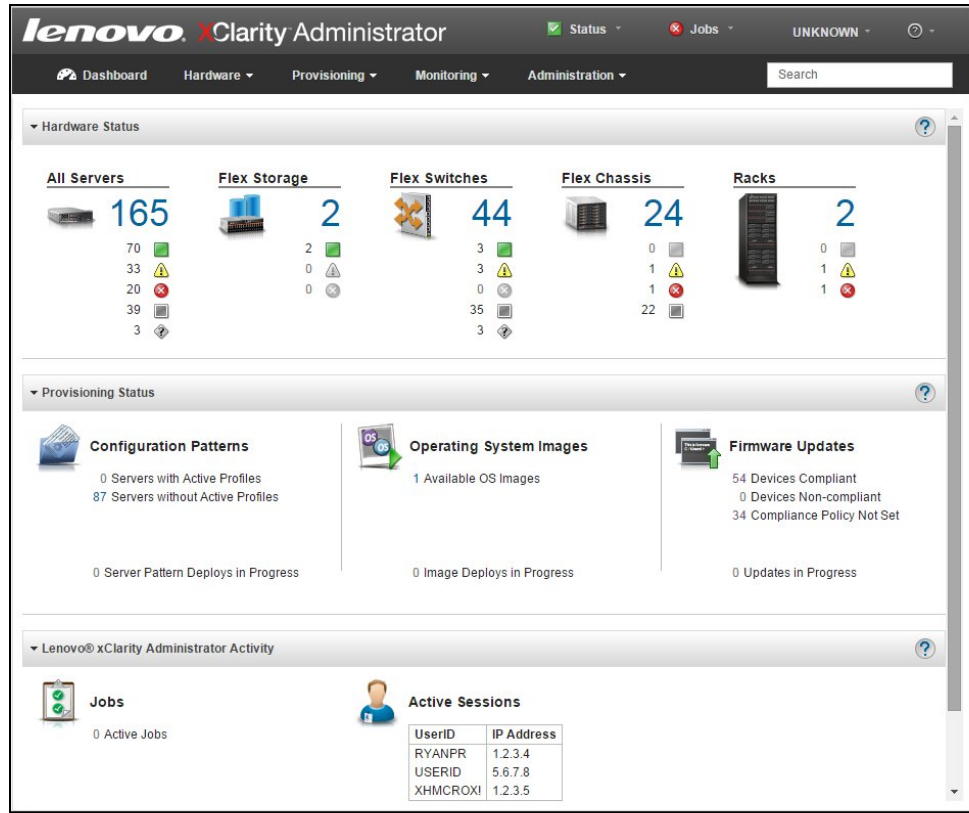 lenovo. XClarity Administrator Status Jobs UNKNOWN
Dashboard Hardware Provisioning Monitoring Administration Search
Hardware Status
All Servers Flex Storage Flex Switches Flex Chassis Racks
165 2 44 24 2
70 2 3 0 0
33 0 3 1 1
20 0 0 1 1
39 35 22
3 3
Provisioning Status
Configuration Patterns Operating System Images Firmware Updates
0 Servers with Active Profiles 1 Available OS Images 54 Devices Compliant
87 Servers without Active Profiles 0 Devices Non-compliant
34 Compliance Policy Not Set
0 Server Pattern Deploys in Progress 0 Image Deploys in Progress 0 Updates in Progress
Lenovo® xClarity Administrator Activity
Jobs Active Sessions
0 Active Jobs
UserID IP Address
RYANPR 1.2.3.4
USERID 5.6.7.8
XHMCROX! 1.2.3.5